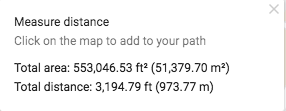 Measure distance
Click on the map to add to your path
Total area: 553,046.53 ft² (51,379.70 m²)
Total distance: 3,194.79 ft (973.77 m)